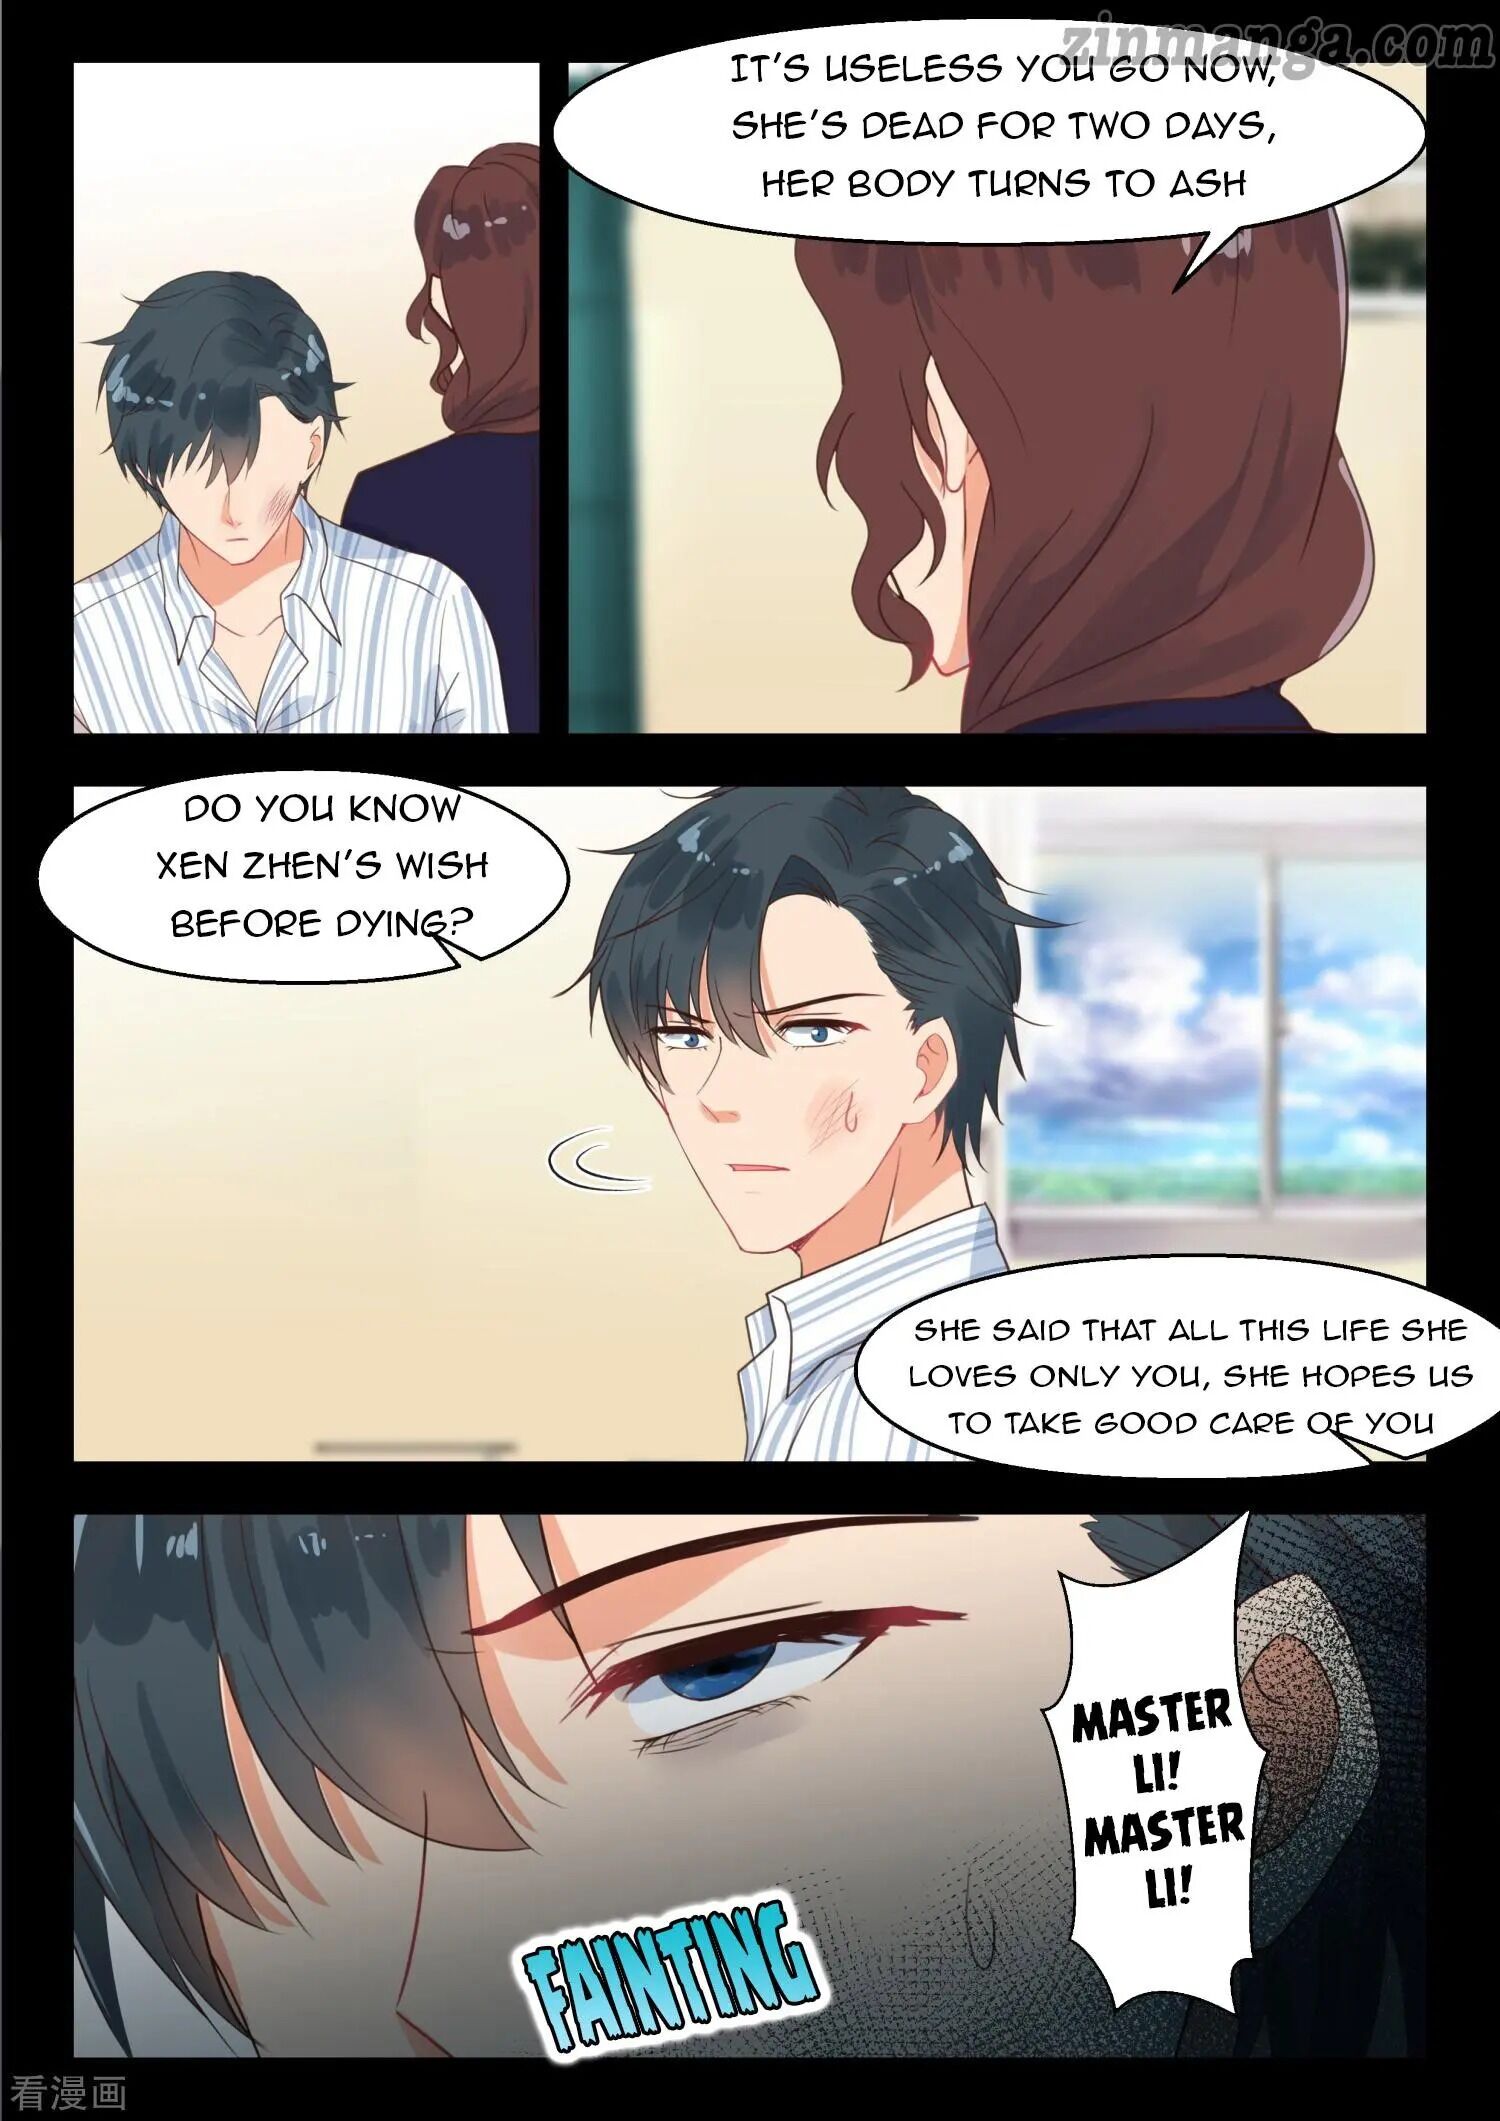 zinmanga.com
IT'S USELESS YOU GO NOW,
SHE'S DEAD FOR TWO DAYS,
HER BODY TURNS TO ASH
DO YOU KNOW
XEN ZHEN'S WISH
BEFORE DYING?
SHE SAID THAT ALL THIS LIFE SHE
LOVES ONLY YOU, SHE HOPES US
TO TAKE GOOD CARE OF YOU
MASTER
LI!
MASTER
LI!
FAINTING
看漫画